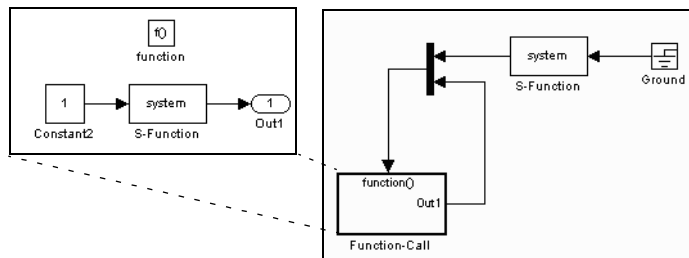 f()
function
1
system
1
Constant2
S-Function
Out1
system
S-Function
Ground
function()
Out1
Function-Call